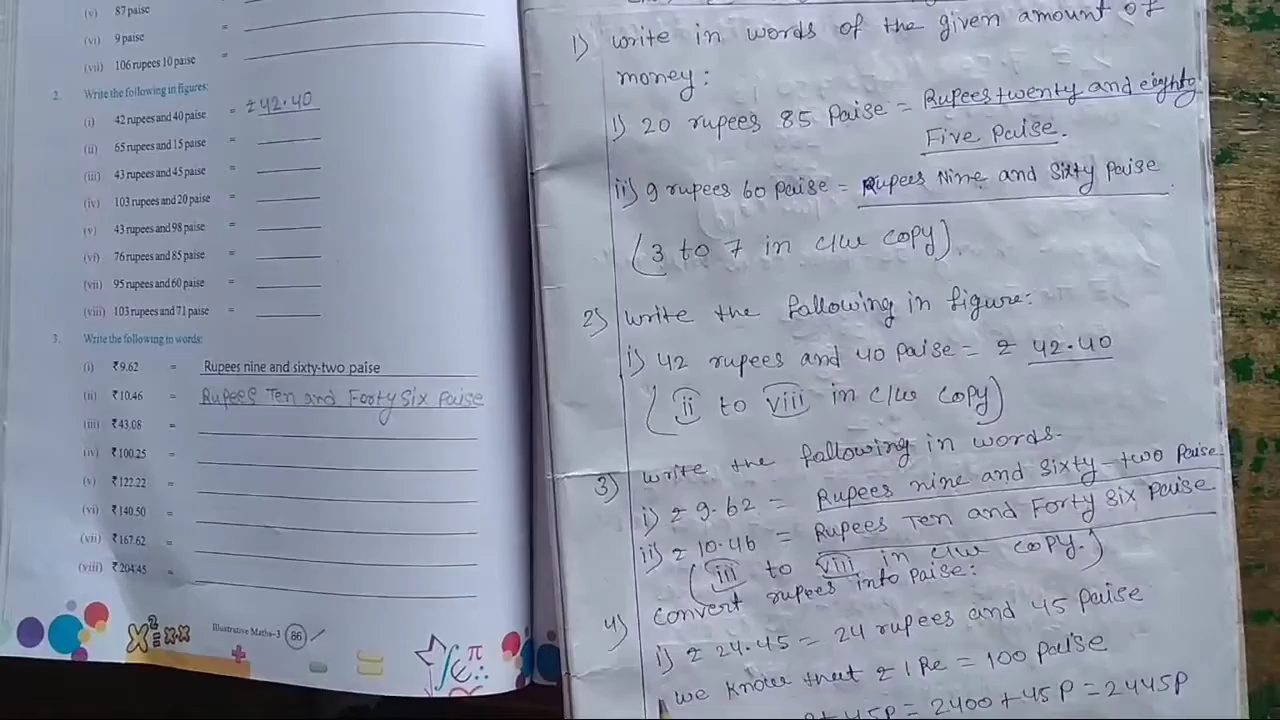 (v) 87 paise =
(vi) 9 paise =
(vii) 106 rupees 10 paise =
2. Write the following in figures:
(i) 42 rupees and 40 paise = ₹42.40
(ii) 65 rupees and 15 paise =
(iii) 43 rupees and 45 paise =
(iv) 103 rupees and 20 paise =
(v) 43 rupees and 98 paise =
(vi) 76 rupees and 85 paise =
(vii) 95 rupees and 60 paise =
(viii) 103 rupees and 71 paise =
3. Write the following in words:
(i) ₹9.62 = Rupees nine and sixty-two paise
(ii) ₹10.46 = Rupees Ten and Forty Six Paise
(iii) ₹43.08 =
(iv) ₹100.25 =
(v) ₹122.22 =
(vi) ₹140.50 =
(vii) ₹167.62 =
(viii) ₹204.45 =
Illustrative Maths-3 86
1) Write in words of the given amount of
money:
i) 20 rupees 85 Paise = Rupees twenty and eighty
Five Paise.
ii) 9 rupees 60 Paise = Rupees Nine and Sixty Paise
(3 to 7 in c/w copy).
2) Write the following in figure:
i) 42 rupees and 40 Paise = ₹ 42.40
(ii to viii in c/w copy)
3) Write the following in words.
i) ₹ 9.62 = Rupees nine and Sixty-two Paise
ii) ₹ 10.46 = Rupees Ten and Forty Six Paise
(iii to viii in c/w copy.)
4) Convert rupees into Paise:
i) ₹ 24.45 = 24 rupees and 45 Paise
we know that ₹ 1 Re = 100 Paise
+ 45P = 2400 + 45P = 2445P